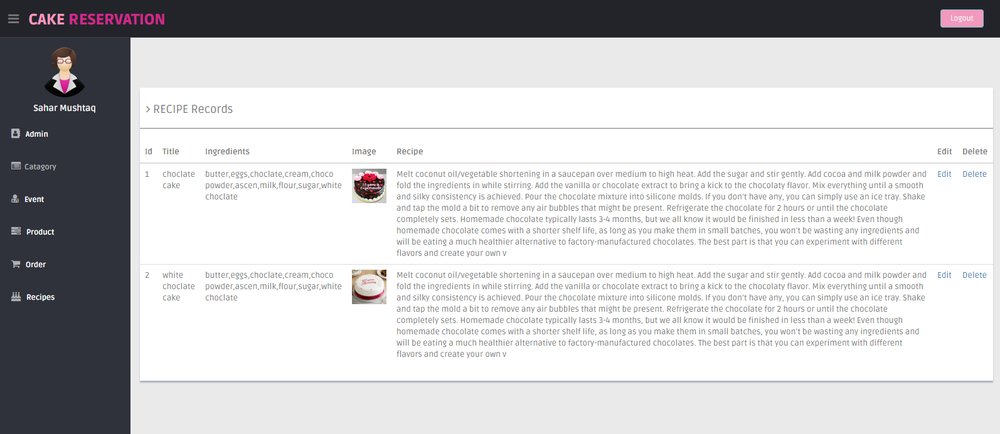 CAKE RESERVATION
Logout
Sahar Mushtaq
Admin
Catagory
Event
Product
Order
Recipes
RECIPE Records
Id Title Ingredients Image Recipe Edit Delete
1 choclate butter,eggs,choclate,cream,choco Melt coconut oil/vegetable shortening in a saucepan over medium to high heat. Add the sugar and stir gently. Add cocoa and milk powder and Edit Delete
cake powder,ascen,milk,flour,sugar,white fold the ingredients in while stirring. Add the vanilla or chocolate extract to bring a kick to the chocolaty flavor. Mix everything until a smooth
choclate and silky consistency is achieved. Pour the chocolate mixture into silicone molds. If you don't have any, you can simply use an ice tray. Shake
and tap the mold a bit to remove any air bubbles that might be present. Refrigerate the chocolate for 2 hours or until the chocolate
completely sets. Homemade chocolate typically lasts 3-4 months, but we all know it would be finished in less than a week! Even though
homemade chocolate comes with a shorter shelf life, as long as you make them in small batches, you won't be wasting any ingredients and
will be eating a much healthier alternative to factory-manufactured chocolates. The best part is that you can experiment with different
flavors and create your own v
2 white butter,eggs,choclate,cream,choco Melt coconut oil/vegetable shortening in a saucepan over medium to high heat. Add the sugar and stir gently. Add cocoa and milk powder and Edit Delete
choclate powder,ascen,milk,flour,sugar,white fold the ingredients in while stirring. Add the vanilla or chocolate extract to bring a kick to the chocolaty flavor. Mix everything until a smooth
cake choclate and silky consistency is achieved. Pour the chocolate mixture into silicone molds. If you don't have any, you can simply use an ice tray. Shake
and tap the mold a bit to remove any air bubbles that might be present. Refrigerate the chocolate for 2 hours or until the chocolate
completely sets. Homemade chocolate typically lasts 3-4 months, but we all know it would be finished in less than a week! Even though
homemade chocolate comes with a shorter shelf life, as long as you make them in small batches, you won't be wasting any ingredients and
will be eating a much healthier alternative to factory-manufactured chocolates. The best part is that you can experiment with different
flavors and create your own v